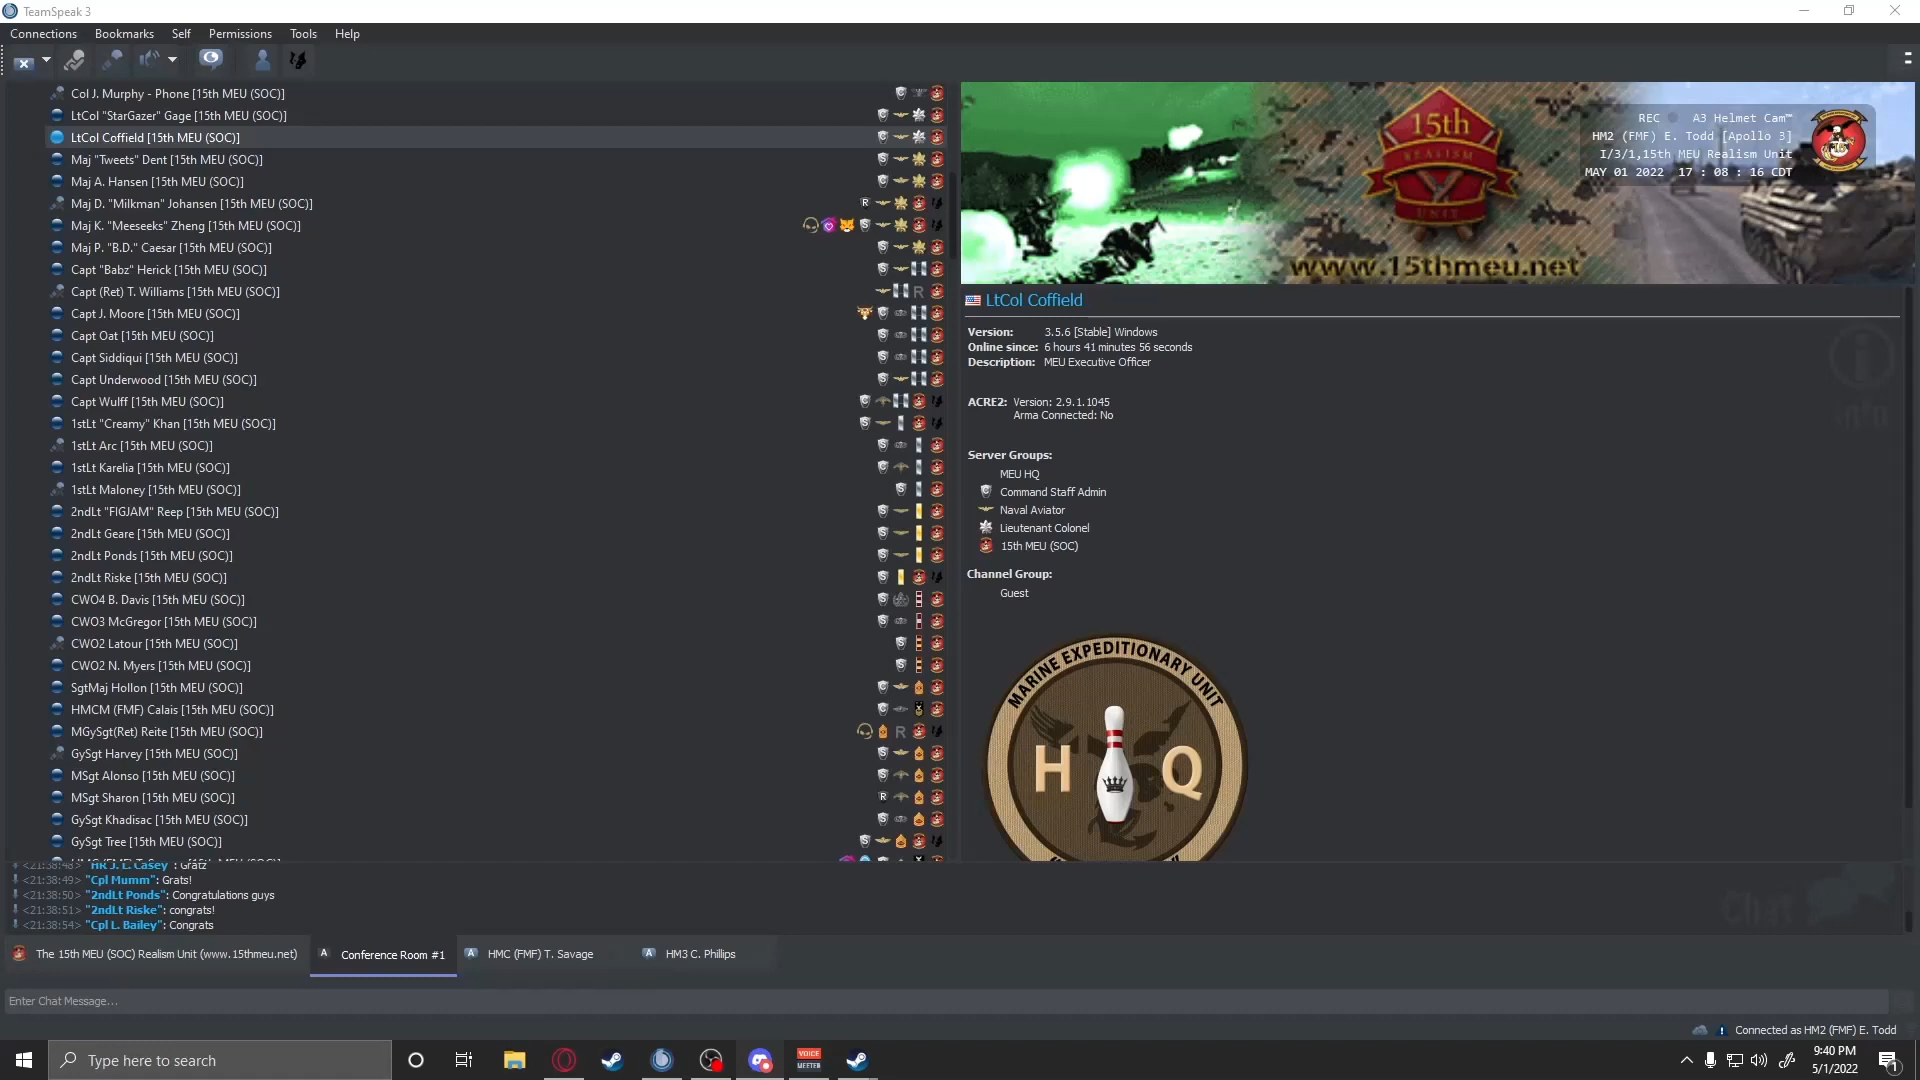 TeamSpeak 3
Connections Bookmarks Self Permissions Tools Help
Col J. Murphy - Phone [15th MEU (SOC)]
LtCol "StarGazer" Gage [15th MEU (SOC)]
LtCol Coffield [15th MEU (SOC)]
Maj "Tweets" Dent [15th MEU (SOC)]
Maj A. Hansen [15th MEU (SOC)]
Maj D. "Milkman" Johansen [15th MEU (SOC)]
Maj K. "Meeseeks" Zheng [15th MEU (SOC)]
Maj P. "B.D." Caesar [15th MEU (SOC)]
Capt "Babz" Herick [15th MEU (SOC)]
Capt (Ret) T. Williams [15th MEU (SOC)]
Capt J. Moore [15th MEU (SOC)]
Capt Oat [15th MEU (SOC)]
Capt Siddiqui [15th MEU (SOC)]
Capt Underwood [15th MEU (SOC)]
Capt Wulff [15th MEU (SOC)]
1stLt "Creamy" Khan [15th MEU (SOC)]
1stLt Arc [15th MEU (SOC)]
1stLt Karelia [15th MEU (SOC)]
1stLt Maloney [15th MEU (SOC)]
2ndLt "FIGJAM" Reep [15th MEU (SOC)]
2ndLt Geare [15th MEU (SOC)]
2ndLt Ponds [15th MEU (SOC)]
2ndLt Riske [15th MEU (SOC)]
CWO4 B. Davis [15th MEU (SOC)]
CWO3 McGregor [15th MEU (SOC)]
CWO2 Latour [15th MEU (SOC)]
CWO2 N. Myers [15th MEU (SOC)]
SgtMaj Hollon [15th MEU (SOC)]
HMCM (FMF) Calais [15th MEU (SOC)]
MGySgt(Ret) Reite [15th MEU (SOC)]
GySgt Harvey [15th MEU (SOC)]
MSgt Alonso [15th MEU (SOC)]
MSgt Sharon [15th MEU (SOC)]
GySgt Khadisac [15th MEU (SOC)]
GySgt Tree [15th MEU (SOC)]
15th
REALISM
UNIT
www.15thmeu.net
REC A3 Helmet Cam™
HM2 (FMF) E. Todd [Apollo 3]
I/3/1,15th MEU Realism Unit
MAY 01 2022 17 : 08 : 16 CDT
LtCol Coffield
Version: 3.5.6 [Stable] Windows
Online since: 6 hours 41 minutes 56 seconds
Description: MEU Executive Officer
ACRE2: Version: 2.9.1.1045
Arma Connected: No
Server Groups:
MEU HQ
Command Staff Admin
Naval Aviator
Lieutenant Colonel
15th MEU (SOC)
Channel Group:
Guest
Info
MARINE EXPEDITIONARY UNIT
H Q
<21:38:48> "HR J. L. Casey": Gratz
<21:38:49> "Cpl Mumm": Grats!
<21:38:50> "2ndLt Ponds": Congratulations guys
<21:38:51> "2ndLt Riske": congrats!
<21:38:54> "Cpl L. Bailey": Congrats
Chat
The 15th MEU (SOC) Realism Unit (www.15thmeu.net) Conference Room #1 HMC (FMF) T. Savage HM3 C. Phillips
Enter Chat Message...
Connected as HM2 (FMF) E. Todd
Type here to search
VOICE
MEETER
9:40 PM
5/1/2022
1